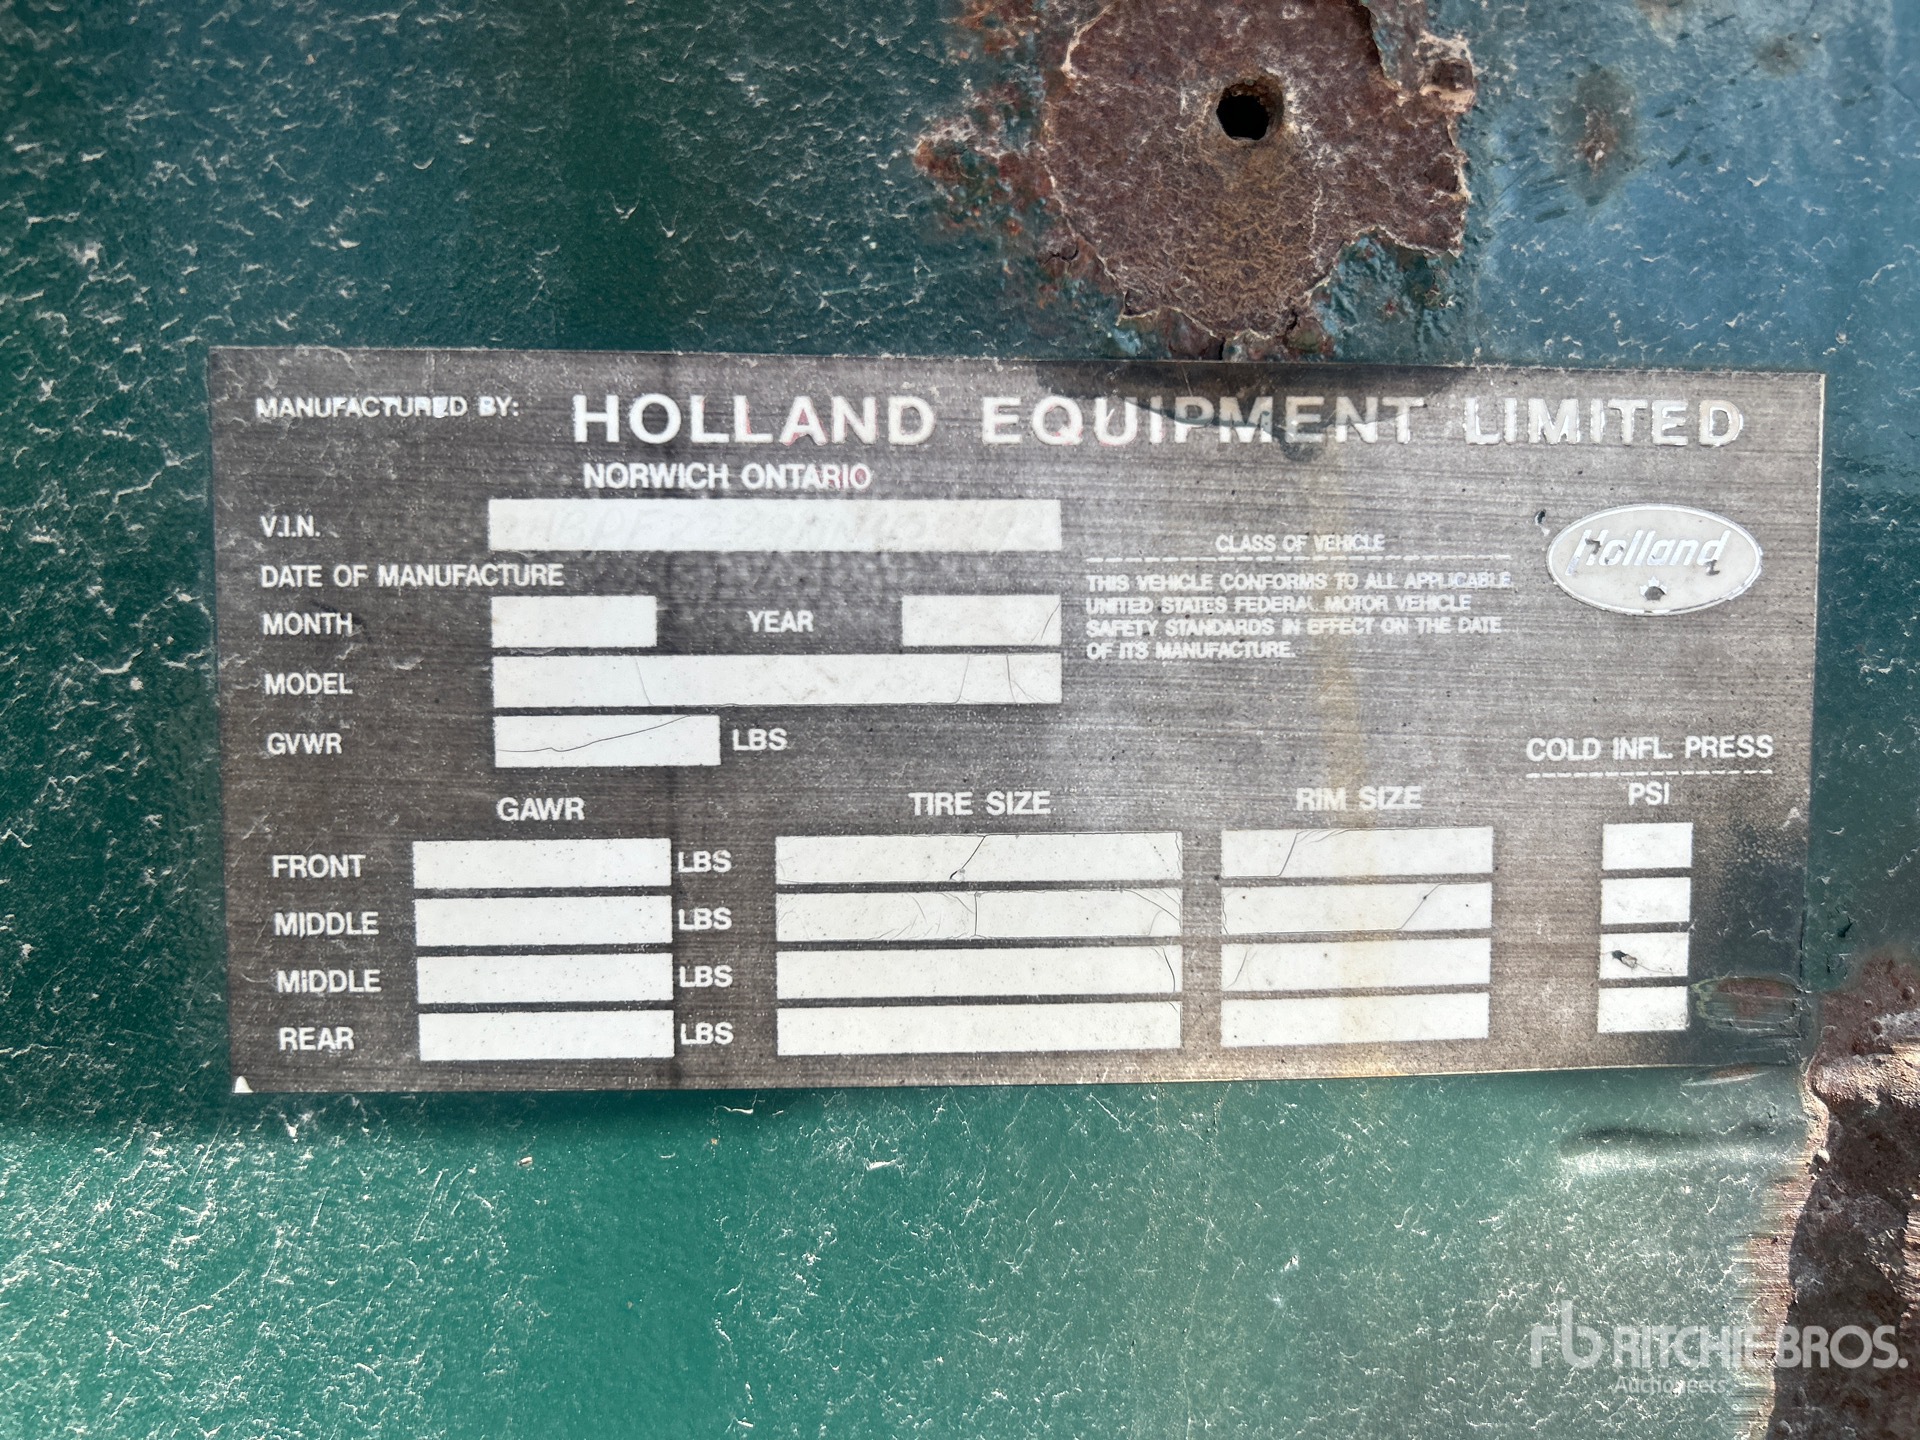 MANUFACTURED BY: HOLLAND EQUIPMENT LIMITED
NORWICH ONTARIO
V.I.N.
DATE OF MANUFACTURE
MONTH YEAR
MODEL
GVWR LBS
CLASS OF VEHICLE
THIS VEHICLE CONFORMS TO ALL APPLICABLE
UNITED STATES FEDERAL MOTOR VEHICLE
SAFETY STANDARDS IN EFFECT ON THE DATE
OF ITS MANUFACTURE.
Holland
COLD INFL. PRESS
GAWR TIRE SIZE RIM SIZE PSI
FRONT LBS
MIDDLE LBS
MIDDLE LBS
REAR LBS
rb RITCHIE BROS.
Auctioneers